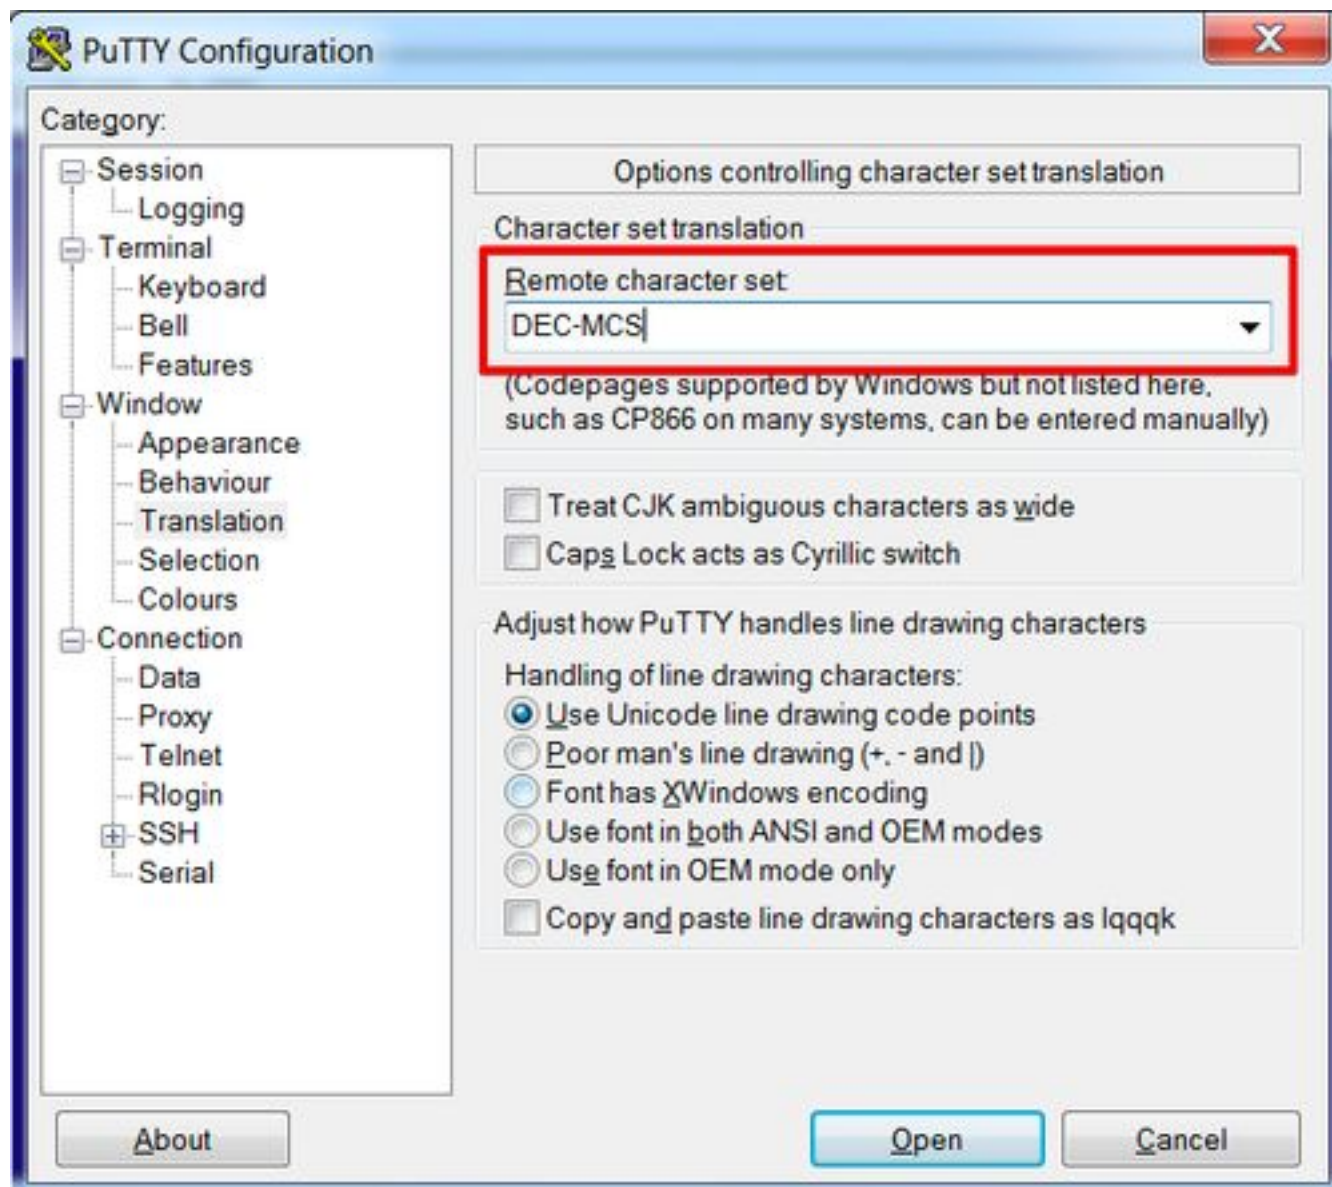 PuTTY Configuration
Category:
Session
Logging
Terminal
Keyboard
Bell
Features
Window
Appearance
Behaviour
Translation
Selection
Colours
Connection
Data
Proxy
Telnet
Rlogin
SSH
Serial
Options controlling character set translation
Character set translation
Remote character set:
DEC-MCS
(Codepages supported by Windows but not listed here,
such as CP866 on many systems, can be entered manually)
Treat CJK ambiguous characters as wide
Caps Lock acts as Cyrillic switch
Adjust how PuTTY handles line drawing characters
Handling of line drawing characters:
Use Unicode line drawing code points
Poor man's line drawing (+, - and |)
Font has XWindows encoding
Use font in both ANSI and OEM modes
Use font in OEM mode only
Copy and paste line drawing characters as lqqqk
About
Open
Cancel